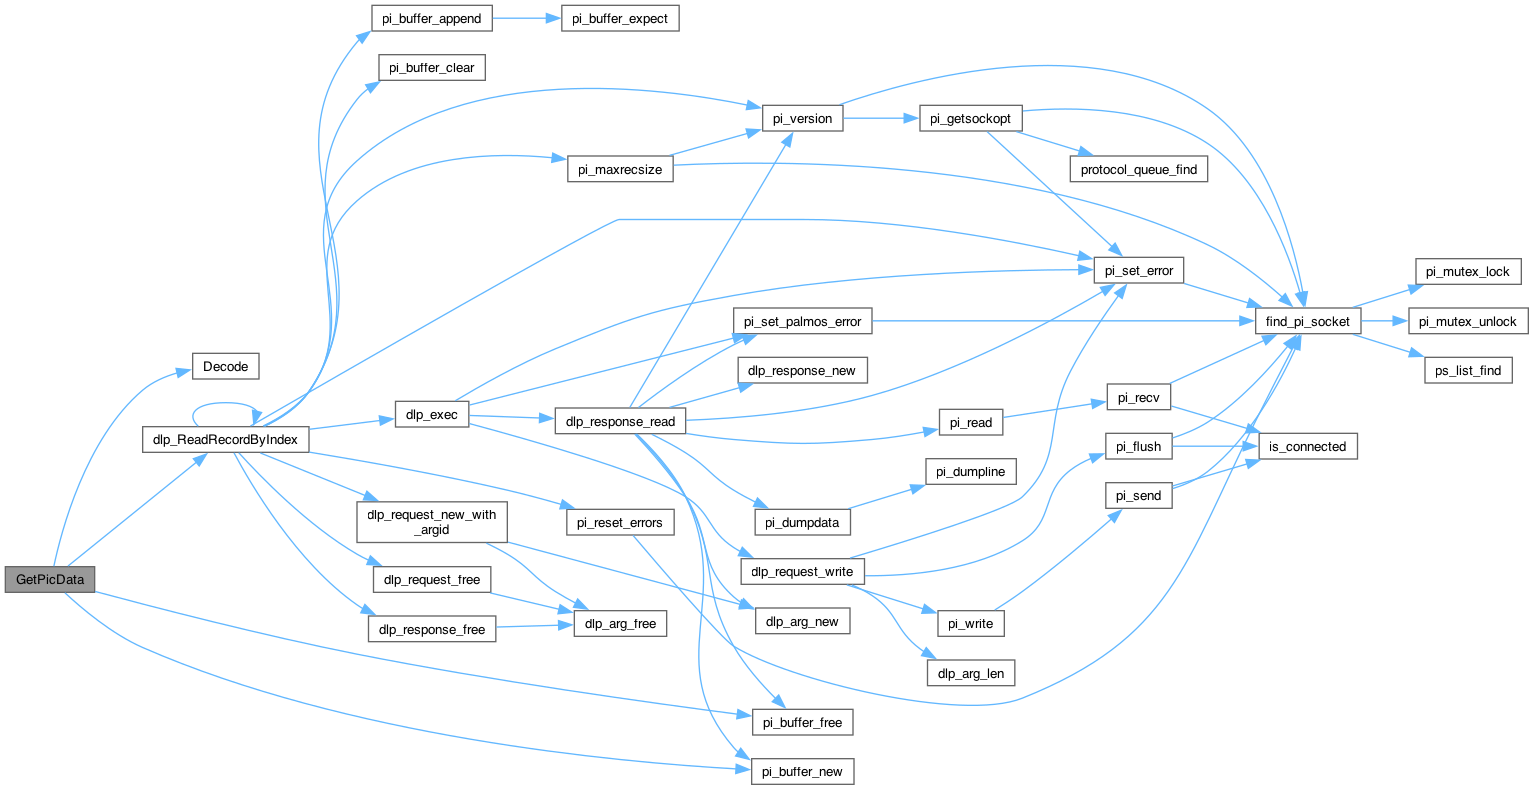 pi_buffer_append
pi_buffer_expect
pi_buffer_clear
pi_version
pi_getsockopt
pi_maxrecsize
protocol_queue_find
pi_set_error
pi_mutex_lock
pi_set_palmos_error
find_pi_socket
pi_mutex_unlock
Decode
dlp_response_new
ps_list_find
dlp_exec
pi_recv
dlp_response_read
pi_read
dlp_ReadRecordByIndex
pi_flush
is_connected
pi_dumpline
pi_send
dlp_request_new_with
_argid
pi_reset_errors
pi_dumpdata
GetPicData
dlp_request_free
dlp_request_write
dlp_response_free
dlp_arg_free
dlp_arg_new
pi_write
dlp_arg_len
pi_buffer_free
pi_buffer_new